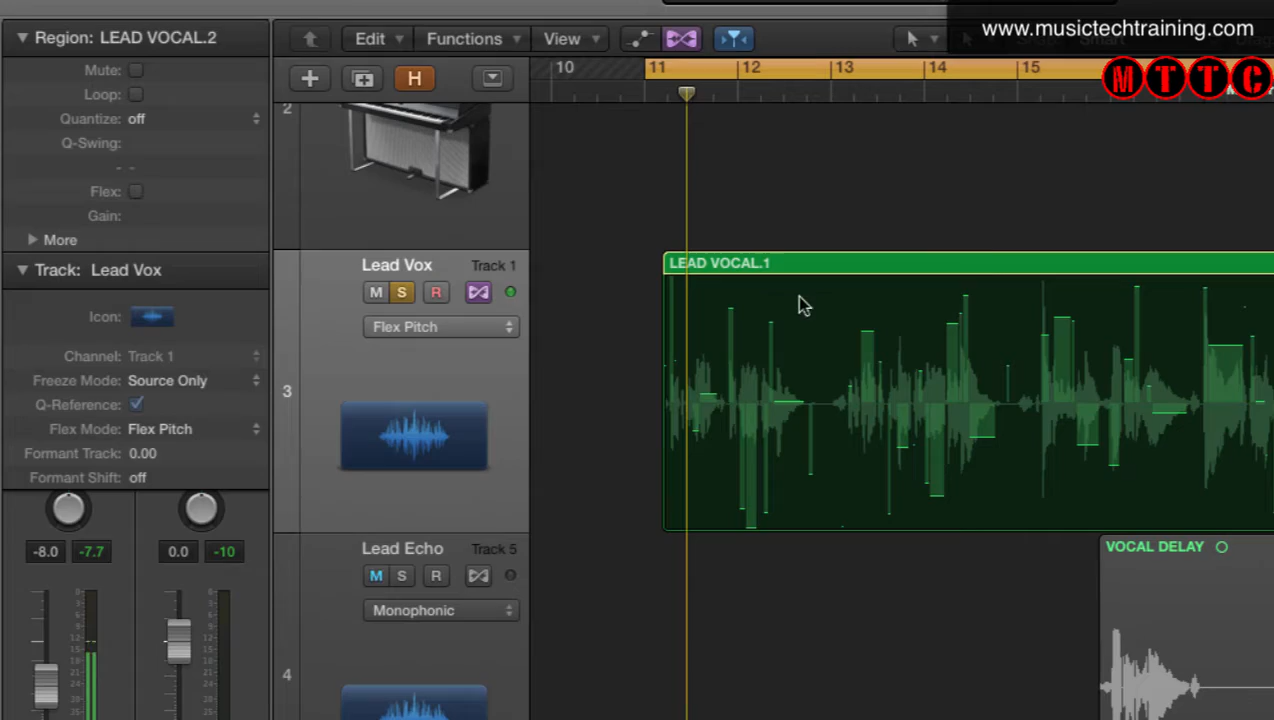 www.musictechtraining.com
MTTC
Region: LEAD VOCAL.2
Edit Functions View
Mute:
Loop:
Quantize: off
Q-Swing:
- -
Flex:
Gain:
More
H
10 11 12 13 14 15
2
Track: Lead Vox
Icon:
Channel: Track 1
Freeze Mode: Source Only
Q-Reference:
Flex Mode: Flex Pitch
Formant Track: 0.00
Formant Shift: off
-8.0 -7.7 0.0 -10
Lead Vox Track 1
M S R
Flex Pitch
3
LEAD VOCAL.1
Lead Echo Track 5
M S R
Monophonic
4
VOCAL DELAY